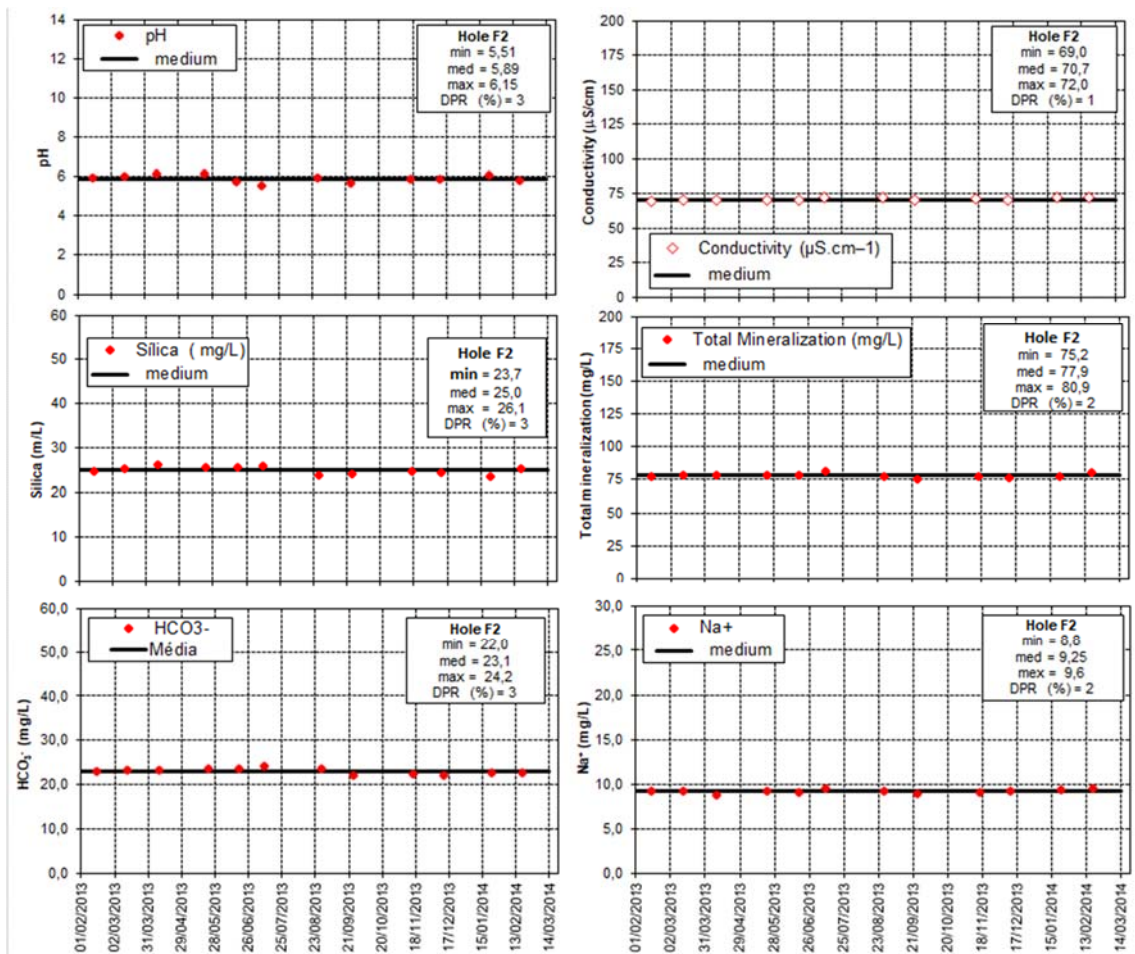 14
12
10
8
6
4
2
0
pH
pH
medium
Hole F2
min = 5,51
med = 5,89
max = 6,15
DPR (%) = 3
200
175
150
125
100
75
50
25
0
Conductivity (µS/cm)
Hole F2
min = 69,0
med = 70,7
max = 72,0
DPR (%) = 1
Conductivity (µS.cm–1)
medium
60
50
40
30
20
10
0
Silica (m/L)
Sílica ( mg/L)
medium
Hole F2
min = 23,7
med = 25,0
max = 26,1
DPR (%) = 3
200
175
150
125
100
75
50
25
0
Total mineralization (mg/L)
Total Mineralization (mg/L)
medium
Hole F2
min = 75,2
med = 77,9
max = 80,9
DPR (%) = 2
60,0
50,0
40,0
30,0
20,0
10,0
0,0
HCO₃⁻ (mg/L)
HCO3-
Média
Hole F2
min = 22,0
med = 23,1
max = 24,2
DPR (%) = 3
01/02/2013
02/03/2013
31/03/2013
29/04/2013
28/05/2013
26/06/2013
25/07/2013
23/08/2013
21/09/2013
20/10/2013
18/11/2013
17/12/2013
15/01/2014
13/02/2014
14/03/2014
30,0
25,0
20,0
15,0
10,0
5,0
0,0
Na⁺ (mg/L)
Na+
medium
Hole F2
min = 8,8
med = 9,25
mex = 9,6
DPR (%) = 2
01/02/2013
02/03/2013
31/03/2013
29/04/2013
28/05/2013
26/06/2013
25/07/2013
23/08/2013
21/09/2013
20/10/2013
18/11/2013
17/12/2013
15/01/2014
13/02/2014
14/03/2014